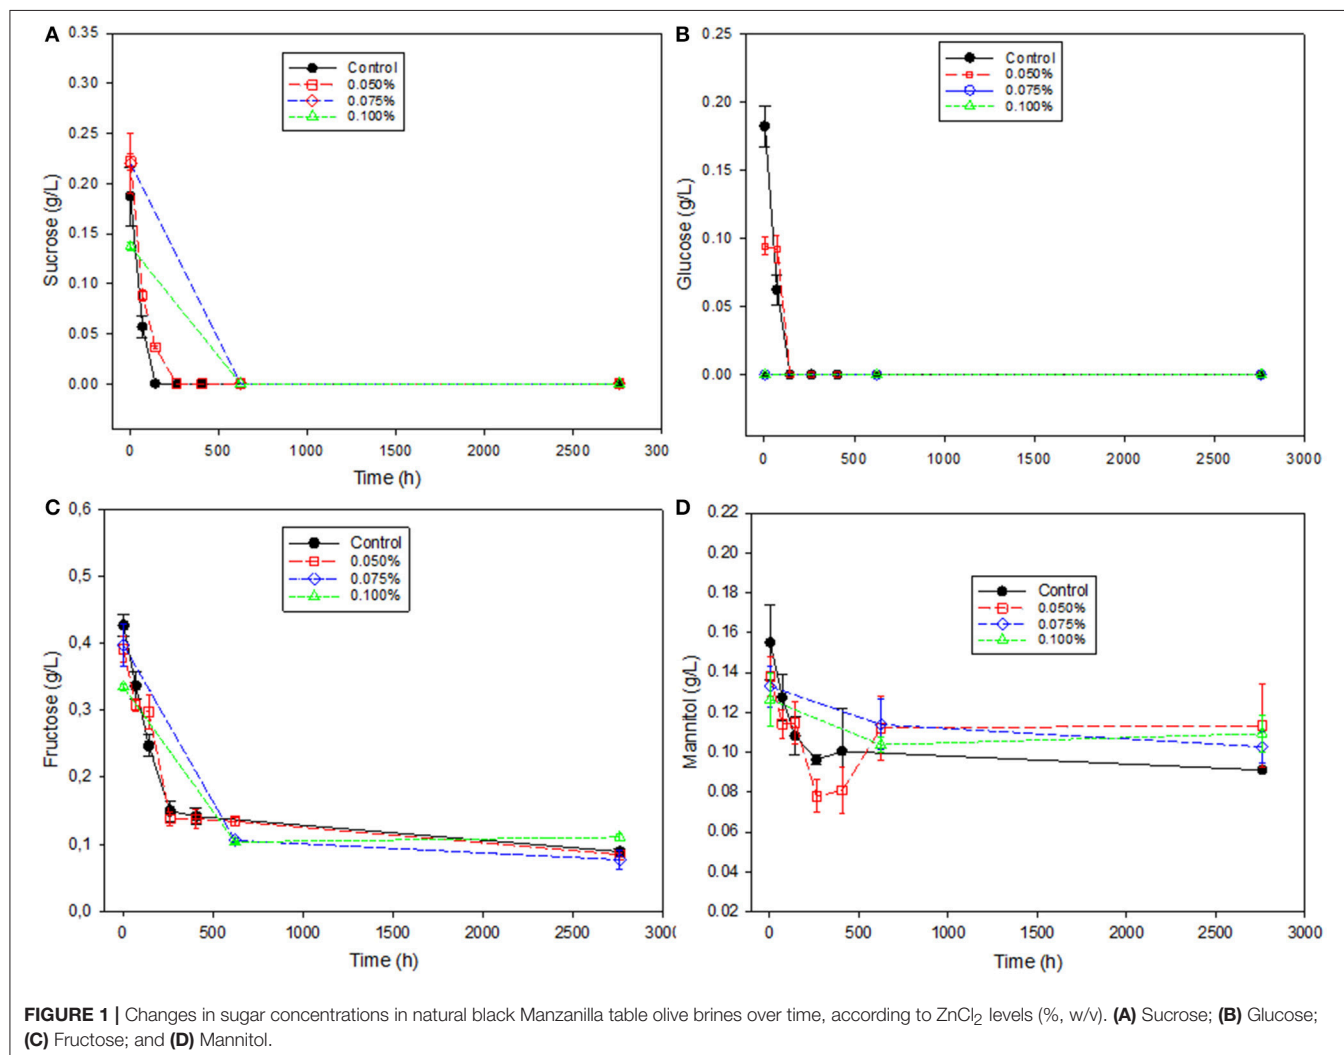 A
0.35
0.30
0.25
0.20
0.15
0.10
0.05
0.00
Sucrose (g/L)
Control
0.050%
0.075%
0.100%
0 500 1000 1500 2000 2500 300
Time (h)
B
0.25
0.20
0.15
0.10
0.05
0.00
Glucose (g/L)
Control
0.050%
0.075%
0.100%
0 500 1000 1500 2000 2500 3000
C
0,6
0,5
0,4
0,3
0,2
0,1
0,0
Fructose (g/L)
Control
0.050%
0.075%
0.100%
0 500 1000 1500 2000 2500 300(
Time (h)
D
0.22
0.20
0.18
0.16
0.14
0.12
0.10
0.08
0.06
0.04
0.02
Mannitol (g/L)
Control
0.050%
0.075%
0.100%
0 500 1000 1500 2000 2500 3000
Time (h)
FIGURE 1 | Changes in sugar concentrations in natural black Manzanilla table olive brines over time, according to ZnCl₂ levels (%, w/v). (A) Sucrose; (B) Glucose;
(C) Fructose; and (D) Mannitol.